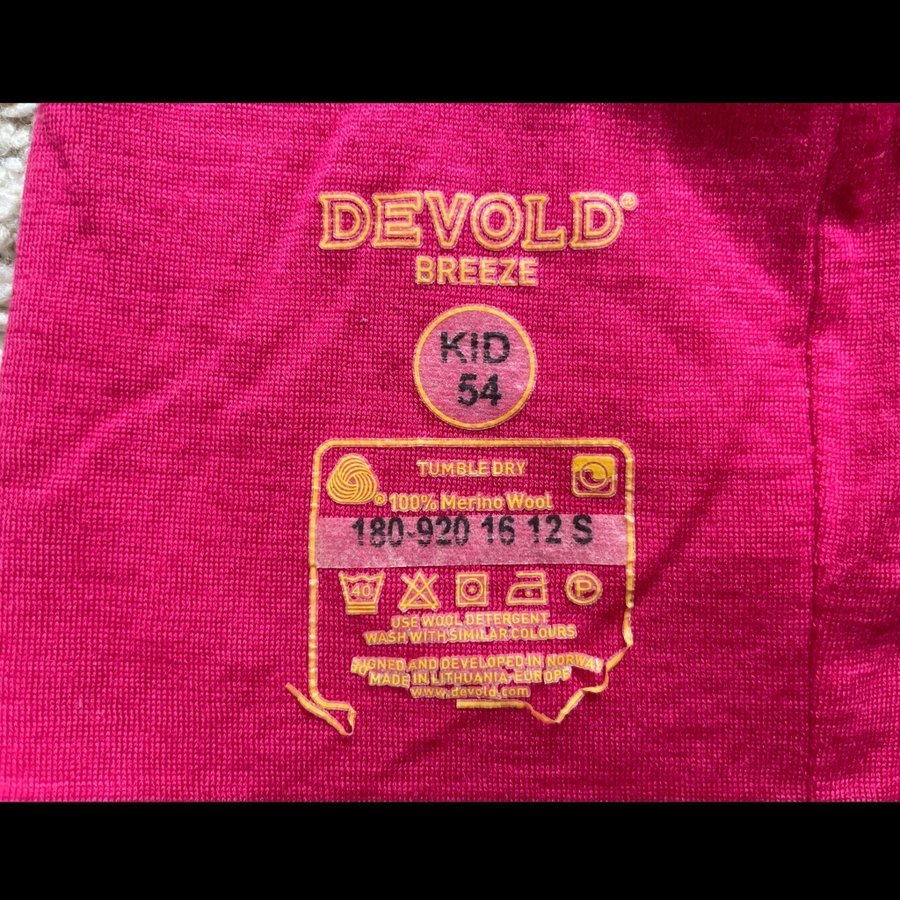 DEVOLD®
BREEZE
KID
54
TUMBLE DRY
® 100% Merino Wool
180-920 16 12 S
40 P
USE WOOL DETERGENT
WASH WITH SIMILAR COLOURS
SIGNED AND DEVELOPED IN NORWAY
MADE IN LITHUANIA, EUROPE
www.devold.com